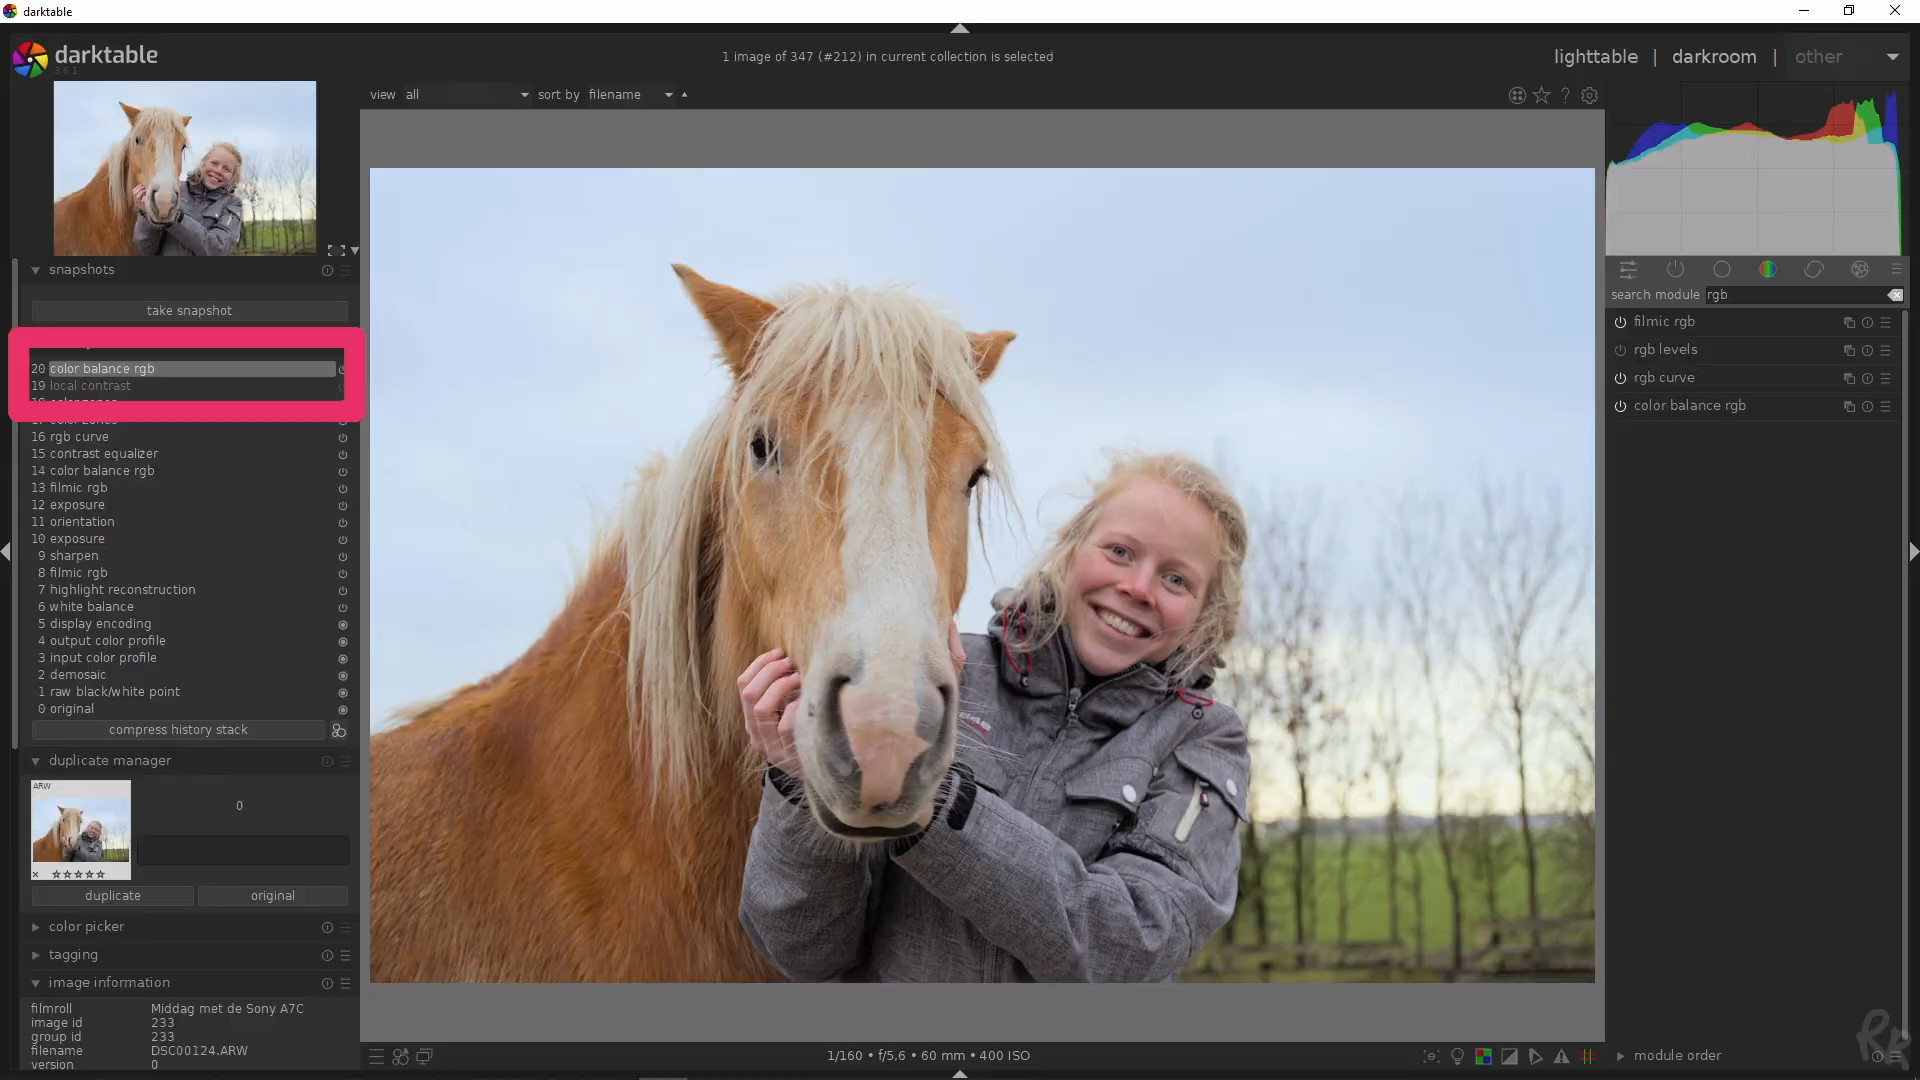 darktable
darktable
3 6 1
1 image of 347 (#212) in current collection is selected
lighttable | darkroom | other
view all sort by filename
snapshots
take snapshot
search module rgb
filmic rgb
rgb levels
rgb curve
color balance rgb
20 color balance rgb
19 local contrast
16 rgb curve
15 contrast equalizer
14 color balance rgb
13 filmic rgb
12 exposure
11 orientation
10 exposure
9 sharpen
8 filmic rgb
7 highlight reconstruction
6 white balance
5 display encoding
4 output color profile
3 input color profile
2 demosaic
1 raw black/white point
0 original
compress history stack
duplicate manager
ARW
0
duplicate original
color picker
tagging
image information
filmroll Middag met de Sony A7C
image id 233
group id 233
filename DSC00124.ARW
version 0
1/160 • f/5,6 • 60 mm • 400 ISO
module order
RK